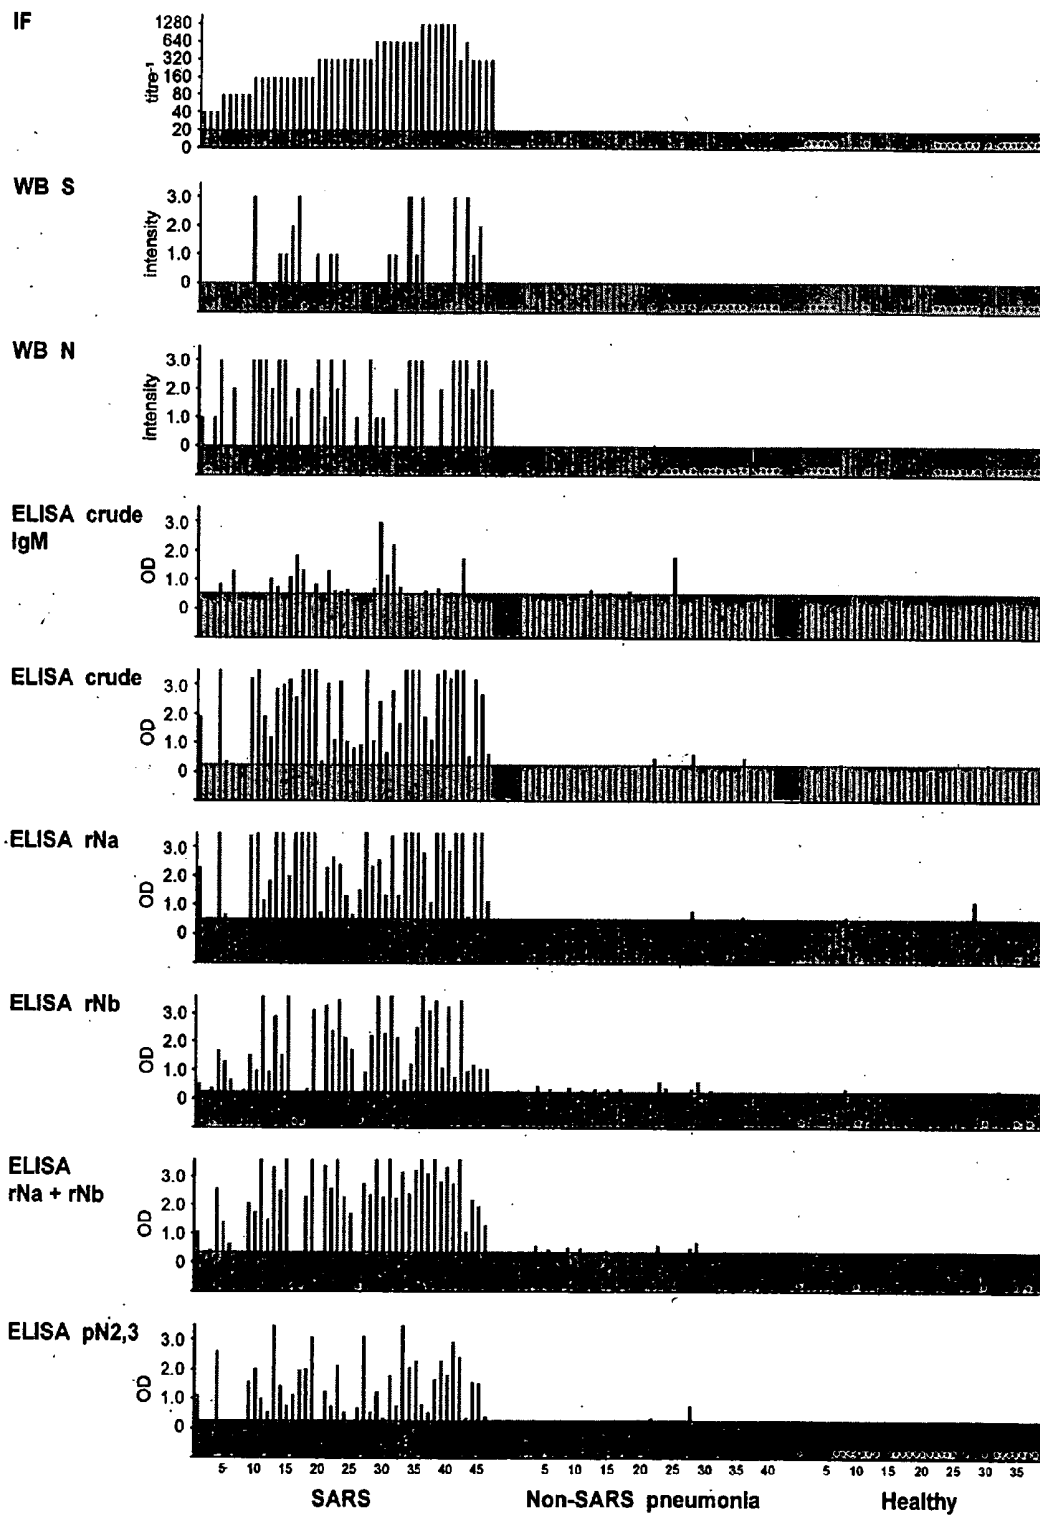 IF
1280
640
320
160
80
40
20
0
titre⁻¹
WB S
3.0
2.0
1.0
0
intensity
WB N
3.0
2.0
1.0
0
intensity
ELISA crude
IgM
3.0
2.0
1.0
0
OD
ELISA crude
3.0
2.0
1.0
0
OD
ELISA rNa
3.0
2.0
1.0
0
OD
ELISA rNb
3.0
2.0
1.0
0
OD
ELISA
rNa + rNb
3.0
2.0
1.0
0
OD
ELISA pN2,3
3.0
2.0
1.0
0
OD
5 10 15 20 25 30 35 40 45 5 10 15 20 25 30 35 40 5 10 15 20 25 30 35
SARS Non-SARS pneumonia Healthy